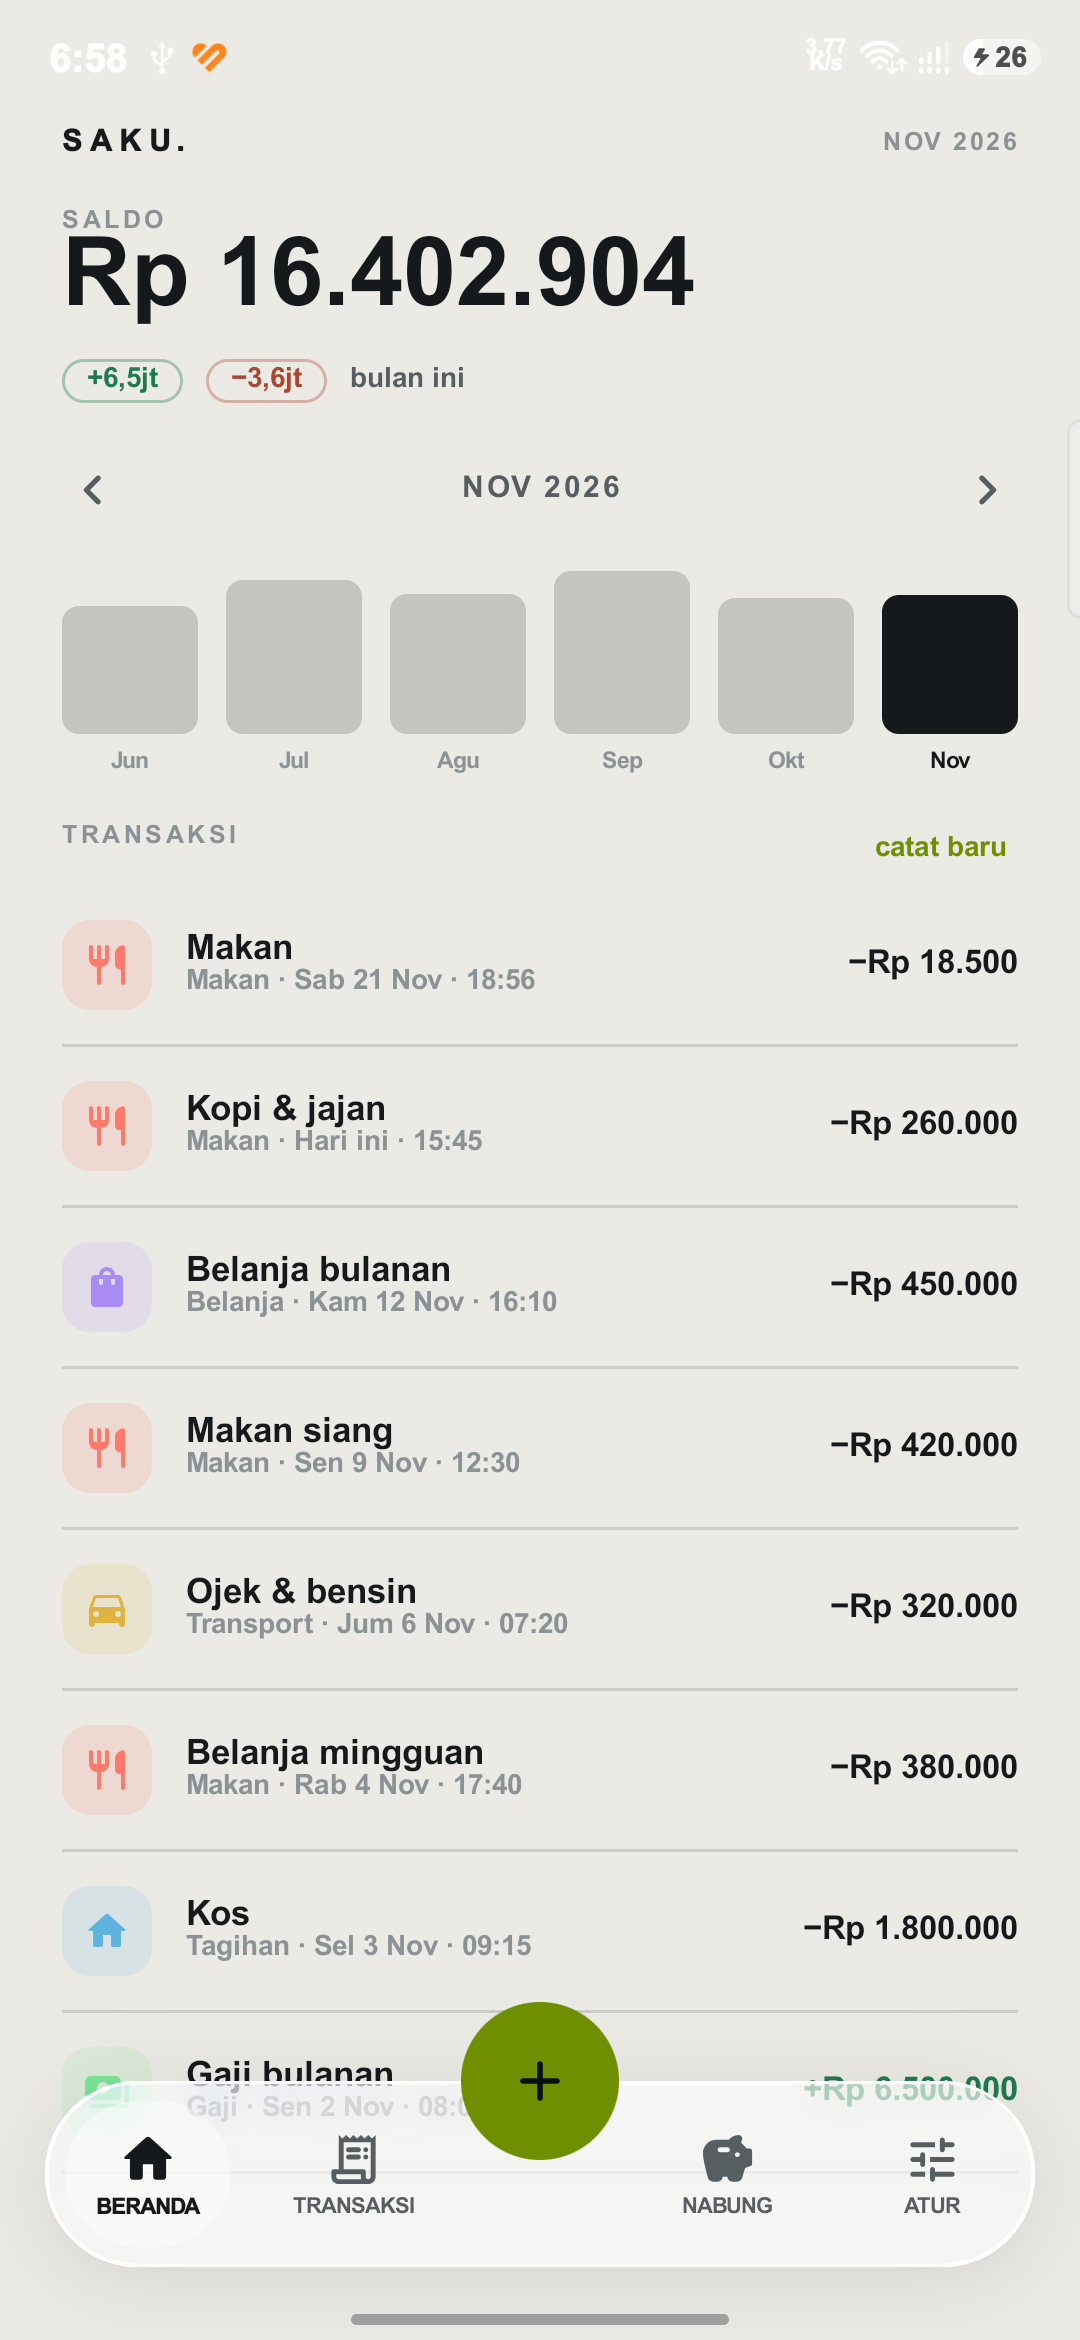 6:58
3,77
K/s
26
SAKU.
NOV 2026
SALDO
Rp 16.402.904
+6,5jt
−3,6jt
bulan ini
NOV 2026
Jun
Jul
Agu
Sep
Okt
Nov
TRANSAKSI
catat baru
Makan
−Rp 18.500
Makan · Sab 21 Nov · 18:56
Kopi & jajan
−Rp 260.000
Makan · Hari ini · 15:45
Belanja bulanan
−Rp 450.000
Belanja · Kam 12 Nov · 16:10
Makan siang
−Rp 420.000
Makan · Sen 9 Nov · 12:30
Ojek & bensin
−Rp 320.000
Transport · Jum 6 Nov · 07:20
Belanja mingguan
−Rp 380.000
Makan · Rab 4 Nov · 17:40
Kos
−Rp 1.800.000
Tagihan · Sel 3 Nov · 09:15
Gaji bulanan
+Rp 6.500.000
Gaji · Sen 2 Nov
BERANDA
TRANSAKSI
NABUNG
ATUR